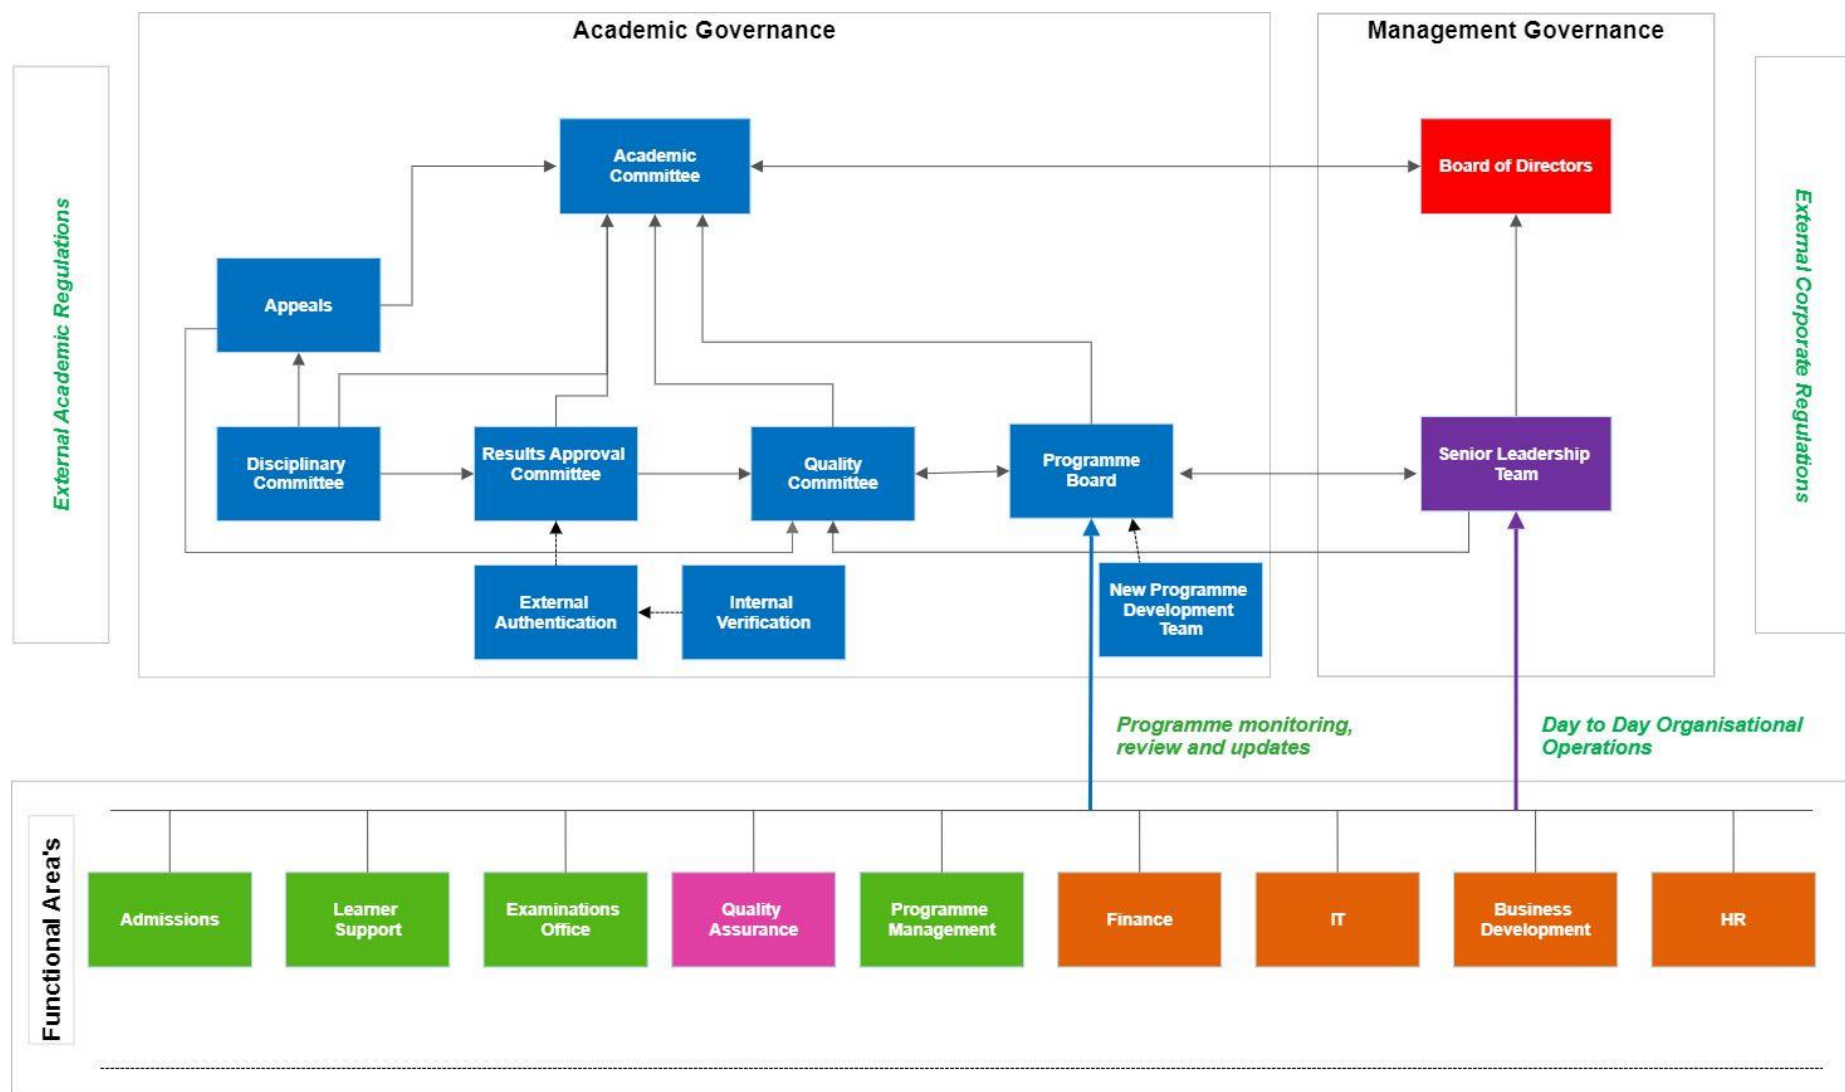 Academic Governance
Management Governance
External Academic Regulations
External Corporate Regulations
Academic
Committee
Board of Directors
Appeals
Disciplinary
Committee
Results Approval
Committee
Quality
Committee
Programme
Board
Senior Leadership
Team
External
Authentication
Internal
Verification
New Programme
Development
Team
Programme monitoring,
review and updates
Day to Day Organisational
Operations
Functional Area's
Admissions
Learner
Support
Examinations
Office
Quality
Assurance
Programme
Management
Finance
IT
Business
Development
HR